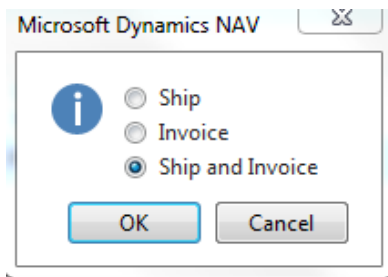 Microsoft Dynamics NAV
Ship
Invoice
Ship and Invoice
OK Cancel